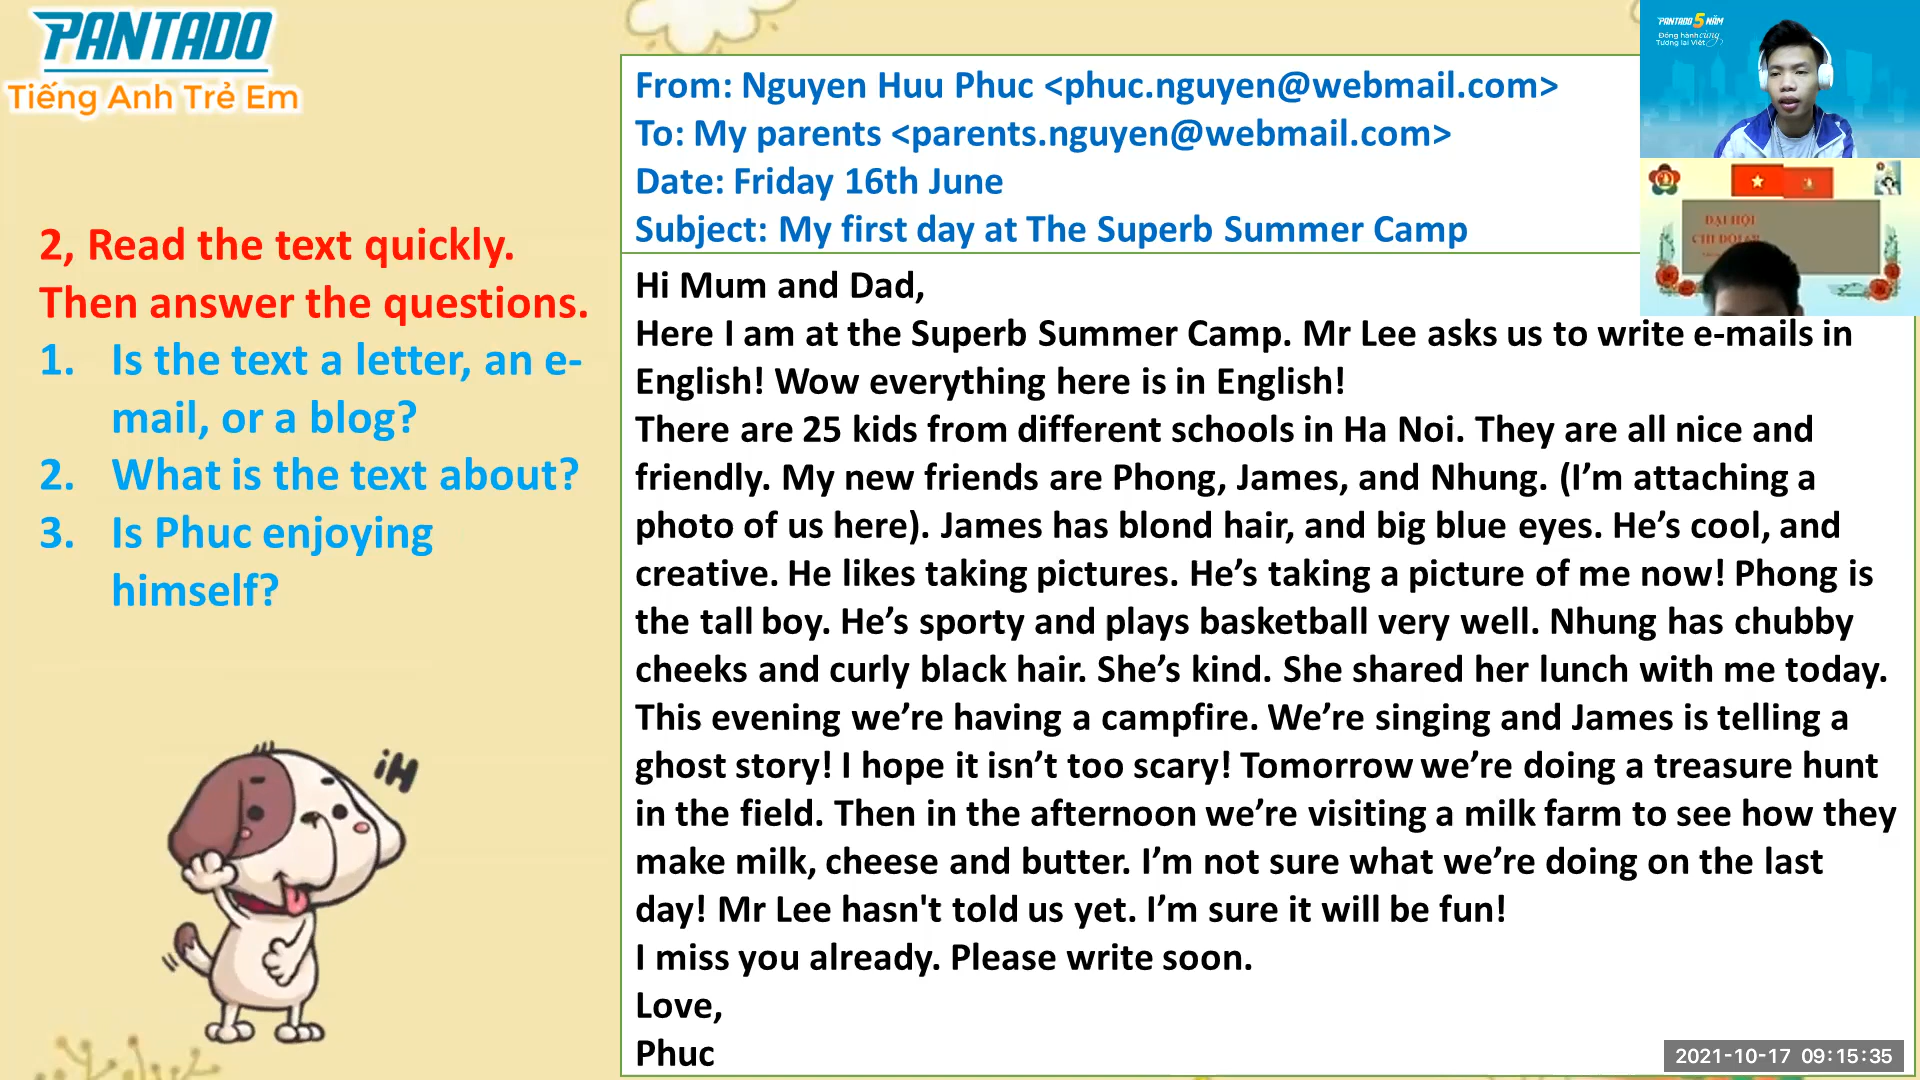 PANTADO
Tiếng Anh Trẻ Em
2, Read the text quickly.
Then answer the questions.
1. Is the text a letter, an e-
mail, or a blog?
2. What is the text about?
3. Is Phuc enjoying
himself?
From: Nguyen Huu Phuc <phuc.nguyen@webmail.com>
To: My parents <parents.nguyen@webmail.com>
Date: Friday 16th June
Subject: My first day at The Superb Summer Camp
Hi Mum and Dad,
Here I am at the Superb Summer Camp. Mr Lee asks us to write e-mails in
English! Wow everything here is in English!
There are 25 kids from different schools in Ha Noi. They are all nice and
friendly. My new friends are Phong, James, and Nhung. (I’m attaching a
photo of us here). James has blond hair, and big blue eyes. He’s cool, and
creative. He likes taking pictures. He’s taking a picture of me now! Phong is
the tall boy. He’s sporty and plays basketball very well. Nhung has chubby
cheeks and curly black hair. She’s kind. She shared her lunch with me today.
This evening we’re having a campfire. We’re singing and James is telling a
ghost story! I hope it isn’t too scary! Tomorrow we’re doing a treasure hunt
in the field. Then in the afternoon we’re visiting a milk farm to see how they
make milk, cheese and butter. I’m not sure what we’re doing on the last
day! Mr Lee hasn't told us yet. I’m sure it will be fun!
I miss you already. Please write soon.
Love,
Phuc
PANTADO 5 NĂM
Đồng hành cùng
Tương lai Việt
ĐẠI HỘI
CHI ĐỘI
iH
2021-10-17 09:15:35